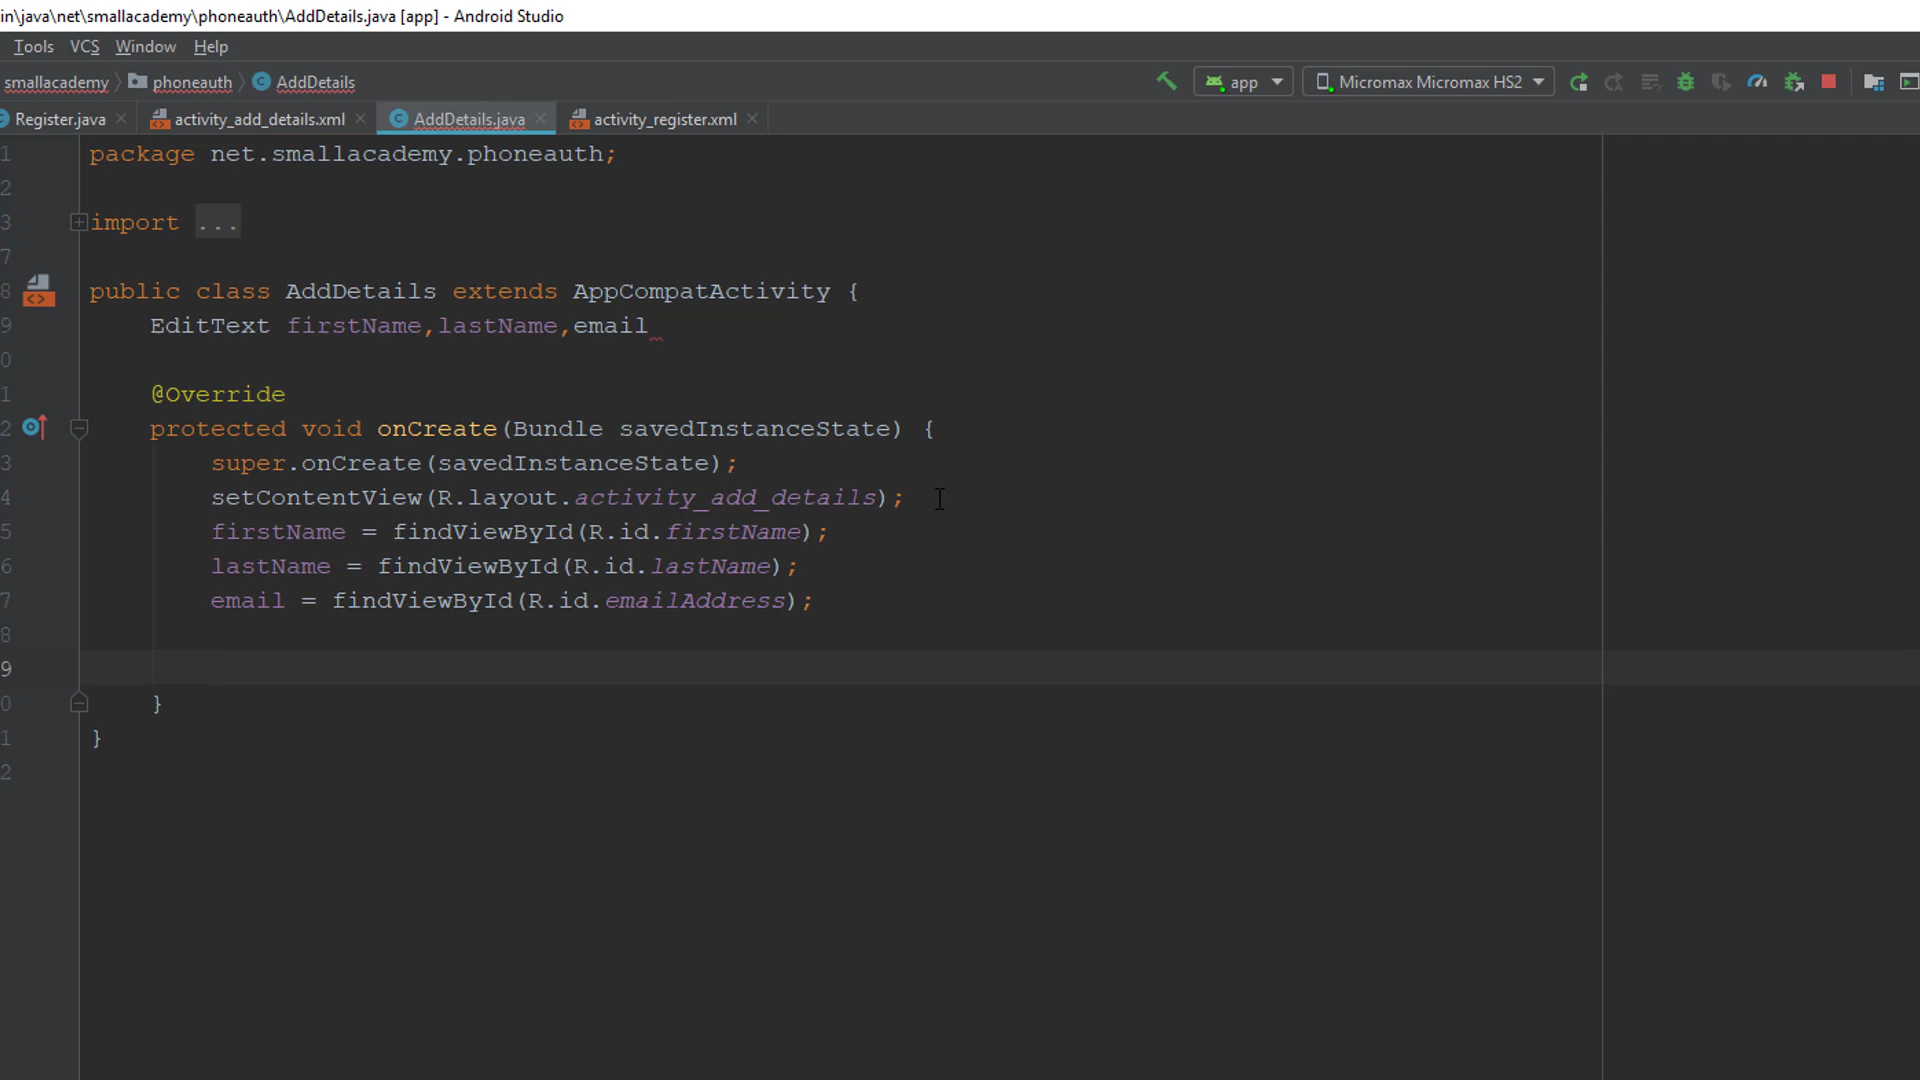 in\java\net\smallacademy\phoneauth\AddDetails.java [app] - Android Studio
Tools VCS Window Help
smallacademy phoneauth AddDetails app Micromax Micromax HS2
Register.java activity_add_details.xml AddDetails.java activity_register.xml
1 package net.smallacademy.phoneauth;
2
3 import ...
7
8 public class AddDetails extends AppCompatActivity {
9 EditText firstName,lastName,email
0
1 @Override
2 protected void onCreate(Bundle savedInstanceState) {
3 super.onCreate(savedInstanceState);
4 setContentView(R.layout.activity_add_details);
5 firstName = findViewById(R.id.firstName);
6 lastName = findViewById(R.id.lastName);
7 email = findViewById(R.id.emailAddress);
8
9
0 }
1 }
2